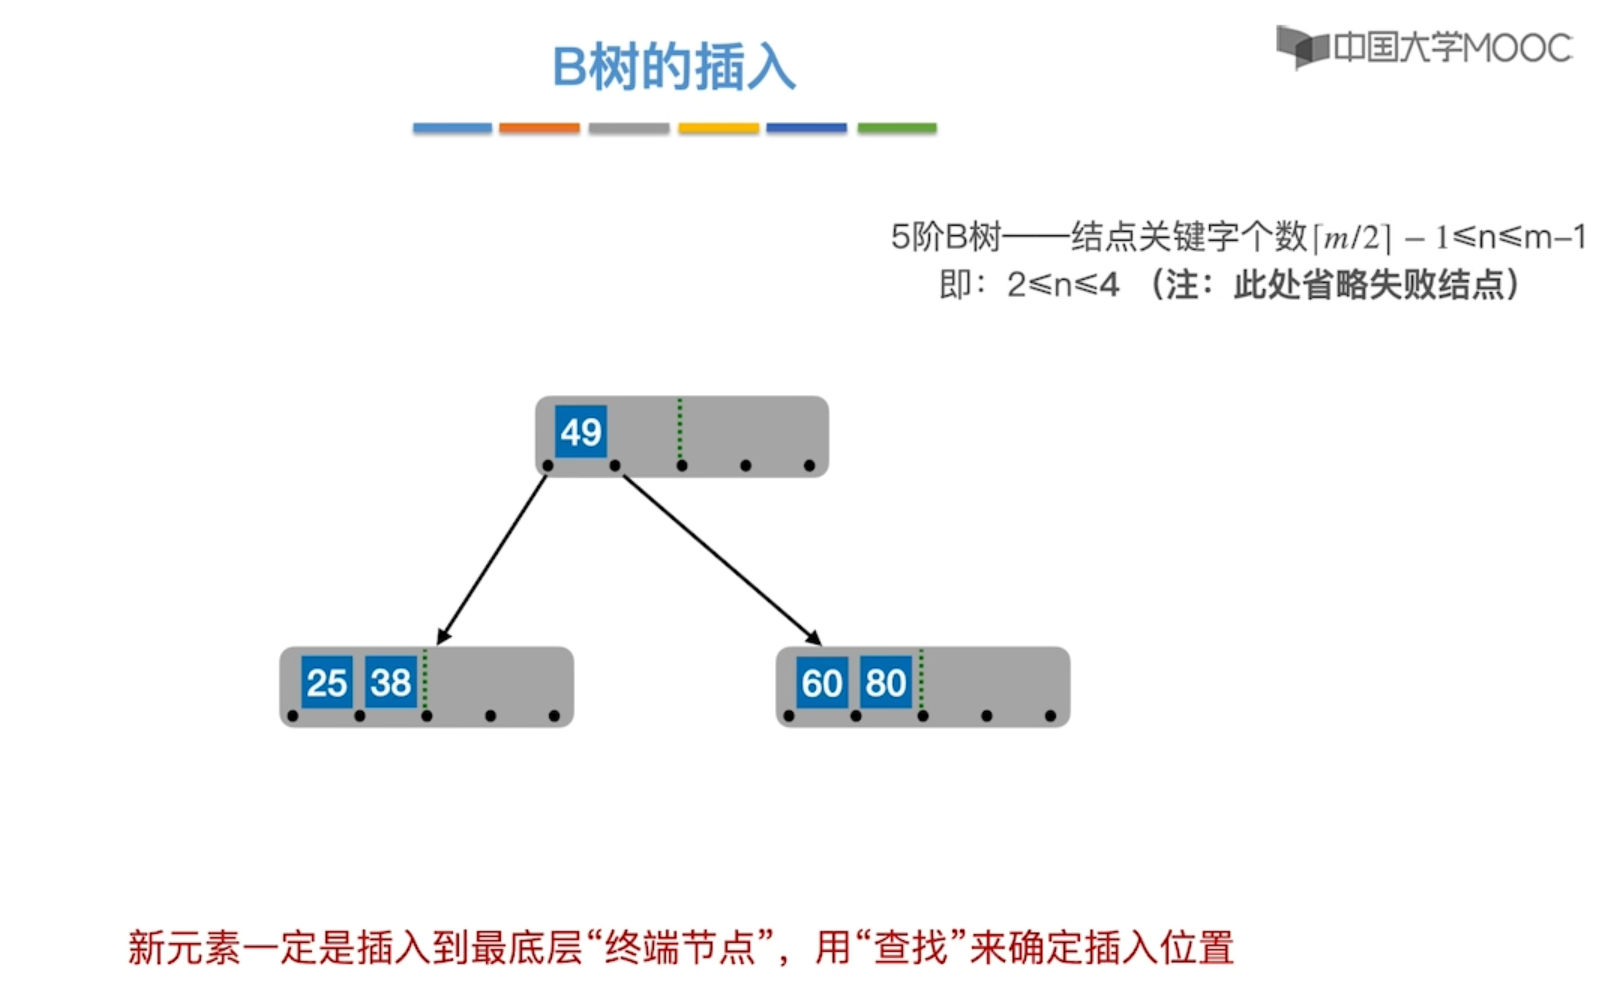 B树的插入
中国大学MOOC
5阶B树——结点关键字个数⌈m/2⌉ − 1≤n≤m–1
即：2≤n≤4 （注：此处省略失败结点）
49
25 38
60 80
新元素一定是插入到最底层“终端节点”，用“查找”来确定插入位置